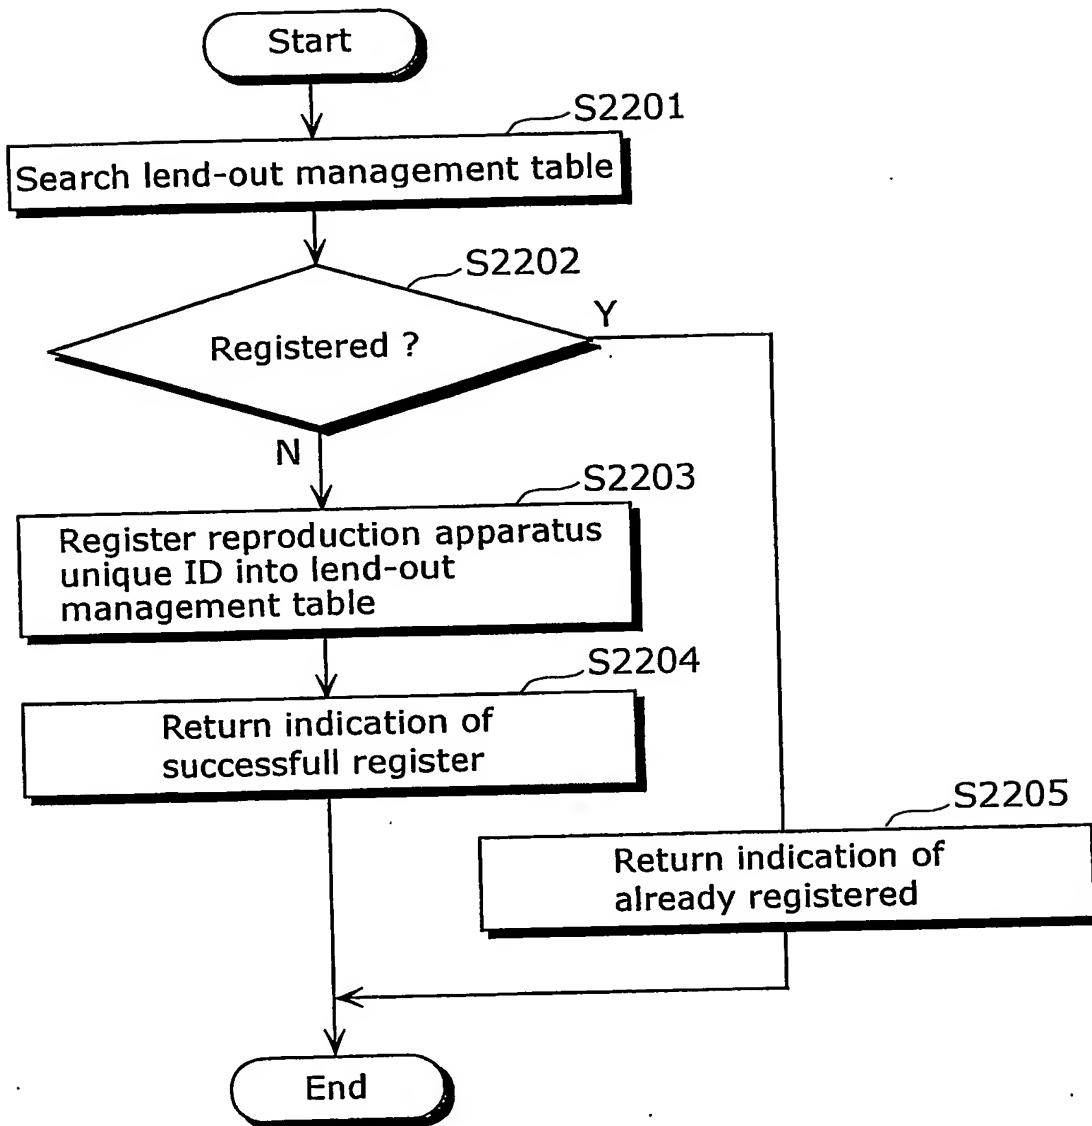 Start
S2201
Search lend-out management table
S2202
Registered ?
Y
N
S2203
Register reproduction apparatus
unique ID into lend-out
management table
S2204
Return indication of
successfull register
S2205
Return indication of
already registered
End